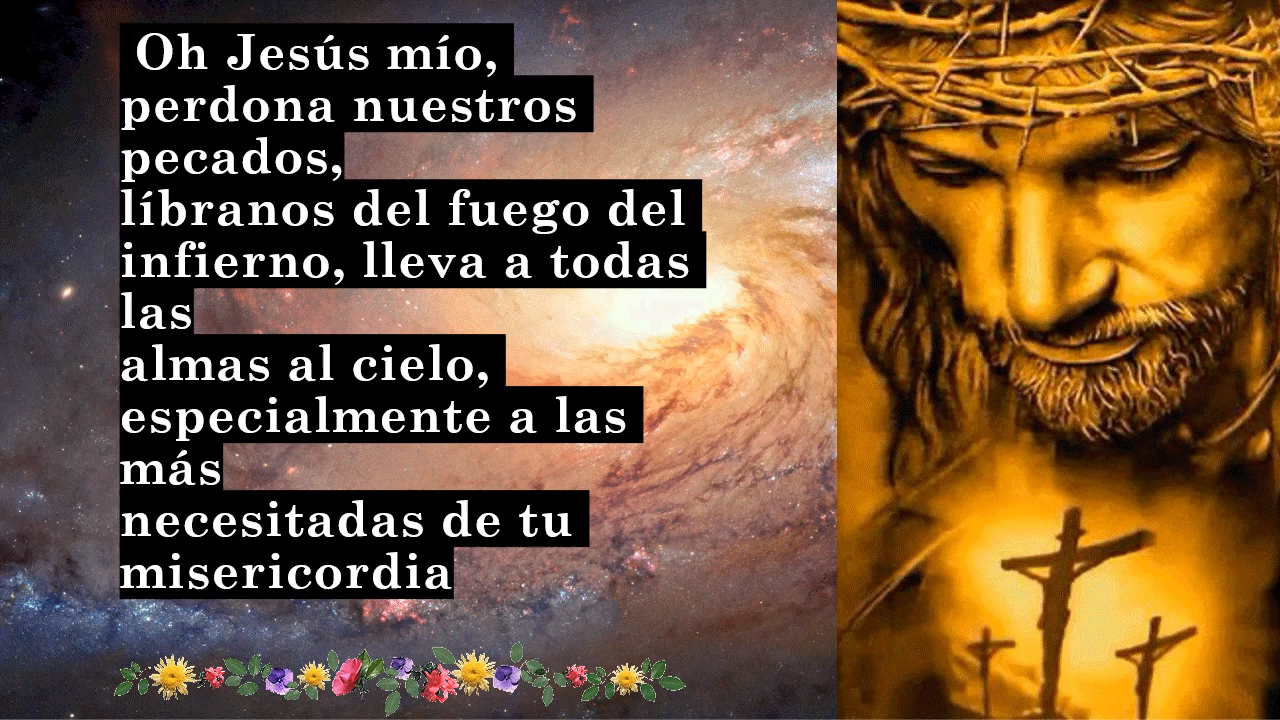 Oh Jesús mío,
perdona nuestros
pecados,
líbranos del fuego del
infierno, lleva a todas
las
almas al cielo,
especialmente a las
más
necesitadas de tu
misericordia